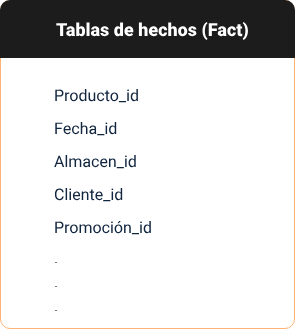 Tablas de hechos (Fact)
Producto_id
Fecha_id
Almacen_id
Cliente_id
Promoción_id
.
.
.